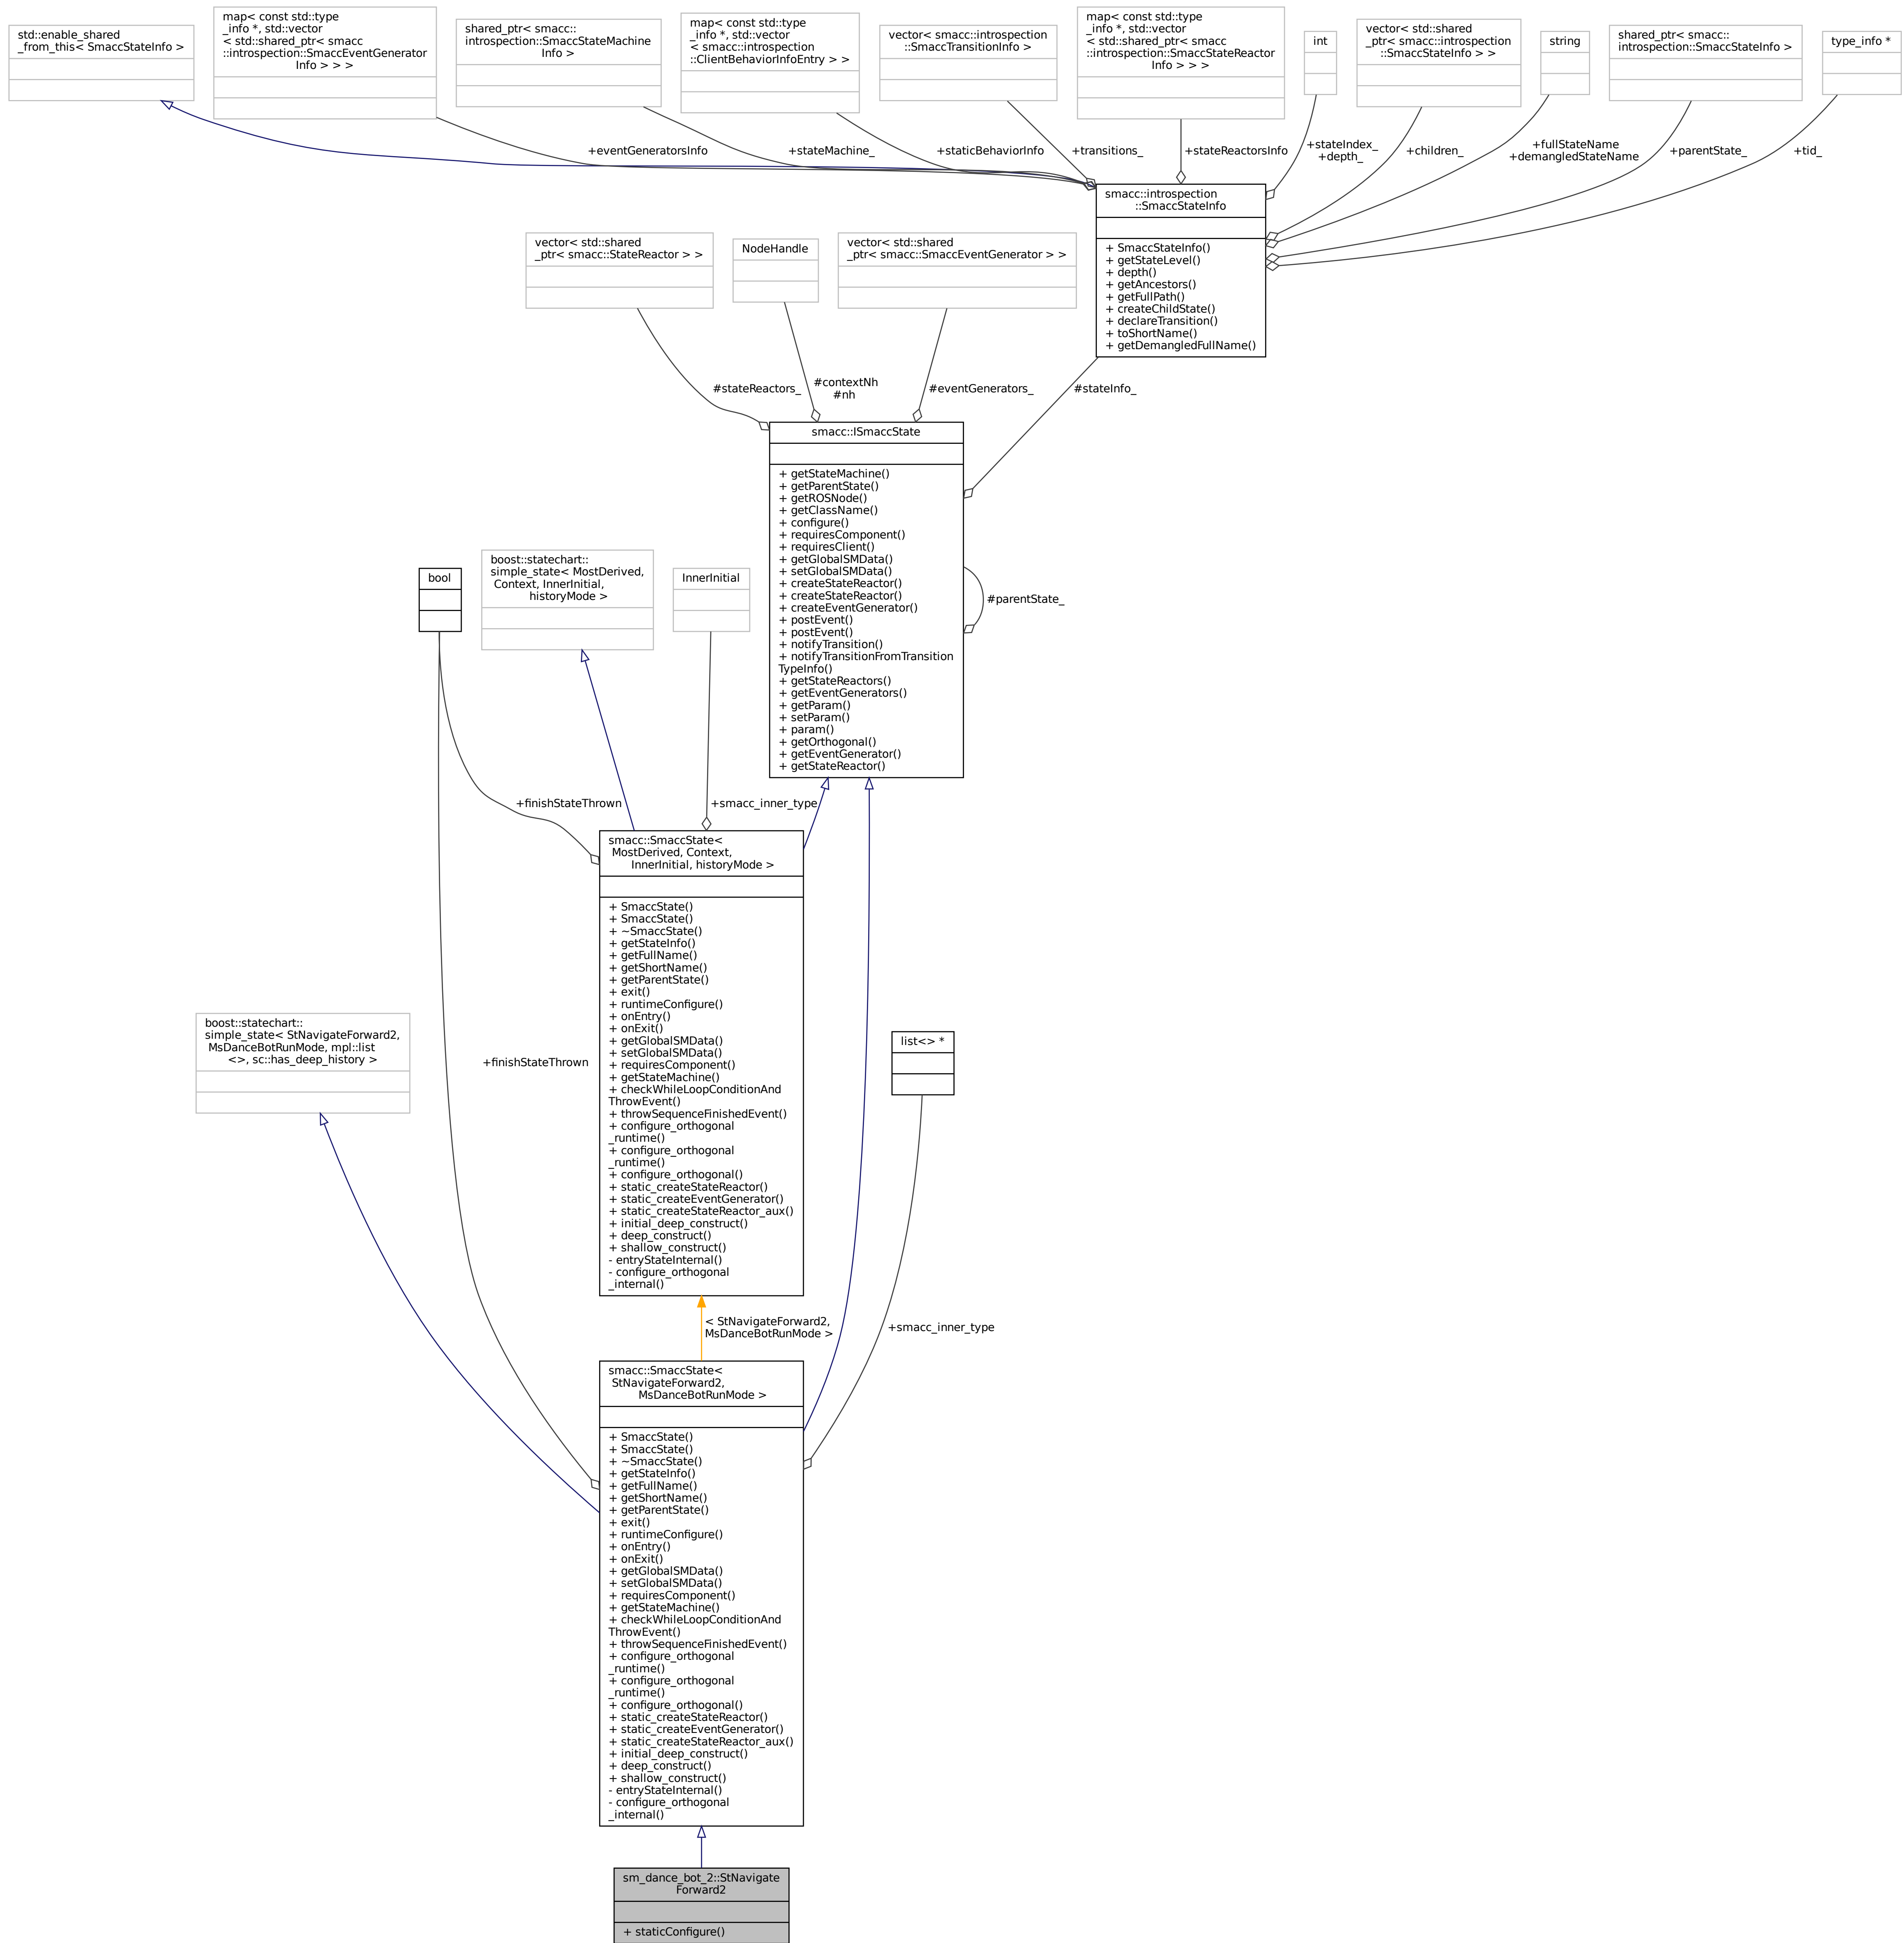 std::enable_shared
_from_this< SmaccStateInfo >
map< const std::type
_info *, std::vector
< std::shared_ptr< smacc
::introspection::SmaccEventGenerator
Info > > >
shared_ptr< smacc::
introspection::SmaccStateMachine
Info >
map< const std::type
_info *, std::vector
< smacc::introspection
::ClientBehaviorInfoEntry > >
vector< smacc::introspection
::SmaccTransitionInfo >
map< const std::type
_info *, std::vector
< std::shared_ptr< smacc
::introspection::SmaccStateReactor
Info > > >
int
vector< std::shared
_ptr< smacc::introspection
::SmaccStateInfo > >
string
shared_ptr< smacc::
introspection::SmaccStateInfo >
type_info *
+eventGeneratorsInfo
+stateMachine_
+staticBehaviorInfo
+transitions_
+stateReactorsInfo
+stateIndex_
+depth_
+children_
+fullStateName
+demangledStateName
+parentState_
+tid_
smacc::introspection
::SmaccStateInfo
+ SmaccStateInfo()
+ getStateLevel()
+ depth()
+ getAncestors()
+ getFullPath()
+ createChildState()
+ declareTransition()
+ toShortName()
+ getDemangledFullName()
vector< std::shared
_ptr< smacc::StateReactor > >
NodeHandle
vector< std::shared
_ptr< smacc::SmaccEventGenerator > >
#stateReactors_
#contextNh
#nh
#eventGenerators_
#stateInfo_
smacc::ISmaccState
+ getStateMachine()
+ getParentState()
+ getROSNode()
+ getClassName()
+ configure()
+ requiresComponent()
+ requiresClient()
+ getGlobalSMData()
+ setGlobalSMData()
+ createStateReactor()
+ createStateReactor()
+ createEventGenerator()
+ postEvent()
+ postEvent()
+ notifyTransition()
+ notifyTransitionFromTransition
TypeInfo()
+ getStateReactors()
+ getEventGenerators()
+ getParam()
+ setParam()
+ param()
+ getOrthogonal()
+ getEventGenerator()
+ getStateReactor()
#parentState_
bool
boost::statechart::
simple_state< MostDerived,
Context, InnerInitial,
historyMode >
InnerInitial
+finishStateThrown
+smacc_inner_type
smacc::SmaccState<
MostDerived, Context,
InnerInitial, historyMode >
+ SmaccState()
+ SmaccState()
+ ~SmaccState()
+ getStateInfo()
+ getFullName()
+ getShortName()
+ getParentState()
+ exit()
+ runtimeConfigure()
+ onEntry()
+ onExit()
+ getGlobalSMData()
+ setGlobalSMData()
+ requiresComponent()
+ getStateMachine()
+ checkWhileLoopConditionAnd
ThrowEvent()
+ throwSequenceFinishedEvent()
+ configure_orthogonal
_runtime()
+ configure_orthogonal
_runtime()
+ configure_orthogonal()
+ static_createStateReactor()
+ static_createEventGenerator()
+ static_createStateReactor_aux()
+ initial_deep_construct()
+ deep_construct()
+ shallow_construct()
- entryStateInternal()
- configure_orthogonal
_internal()
boost::statechart::
simple_state< StNavigateForward2,
MsDanceBotRunMode, mpl::list
<>, sc::has_deep_history >
+finishStateThrown
list<> *
< StNavigateForward2,
MsDanceBotRunMode >
+smacc_inner_type
smacc::SmaccState<
StNavigateForward2,
MsDanceBotRunMode >
+ SmaccState()
+ SmaccState()
+ ~SmaccState()
+ getStateInfo()
+ getFullName()
+ getShortName()
+ getParentState()
+ exit()
+ runtimeConfigure()
+ onEntry()
+ onExit()
+ getGlobalSMData()
+ setGlobalSMData()
+ requiresComponent()
+ getStateMachine()
+ checkWhileLoopConditionAnd
ThrowEvent()
+ throwSequenceFinishedEvent()
+ configure_orthogonal
_runtime()
+ configure_orthogonal
_runtime()
+ configure_orthogonal()
+ static_createStateReactor()
+ static_createEventGenerator()
+ static_createStateReactor_aux()
+ initial_deep_construct()
+ deep_construct()
+ shallow_construct()
- entryStateInternal()
- configure_orthogonal
_internal()
sm_dance_bot_2::StNavigate
Forward2
+ staticConfigure()